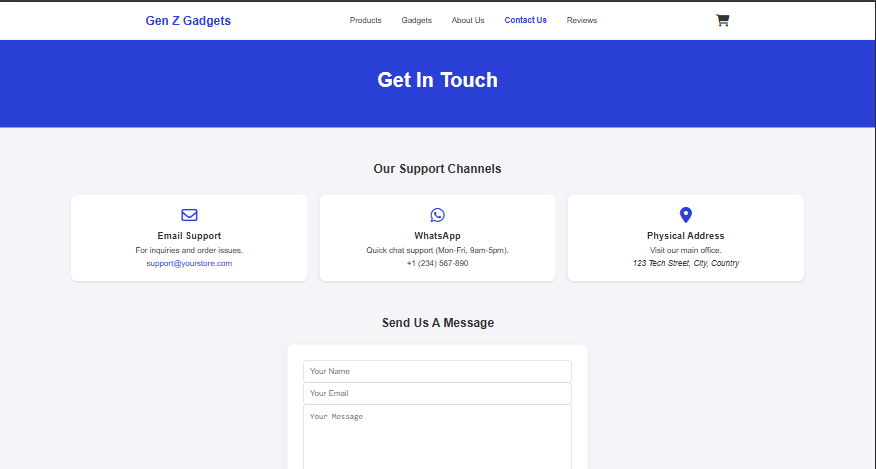 Gen Z Gadgets
Products Gadgets About Us Contact Us Reviews
Get In Touch
Our Support Channels
Email Support
For inquiries and order issues.
support@yourstore.com
WhatsApp
Quick chat support (Mon-Fri, 9am-5pm).
+1 (234) 567-890
Physical Address
Visit our main office.
123 Tech Street, City, Country
Send Us A Message
Your Name
Your Email
Your Message